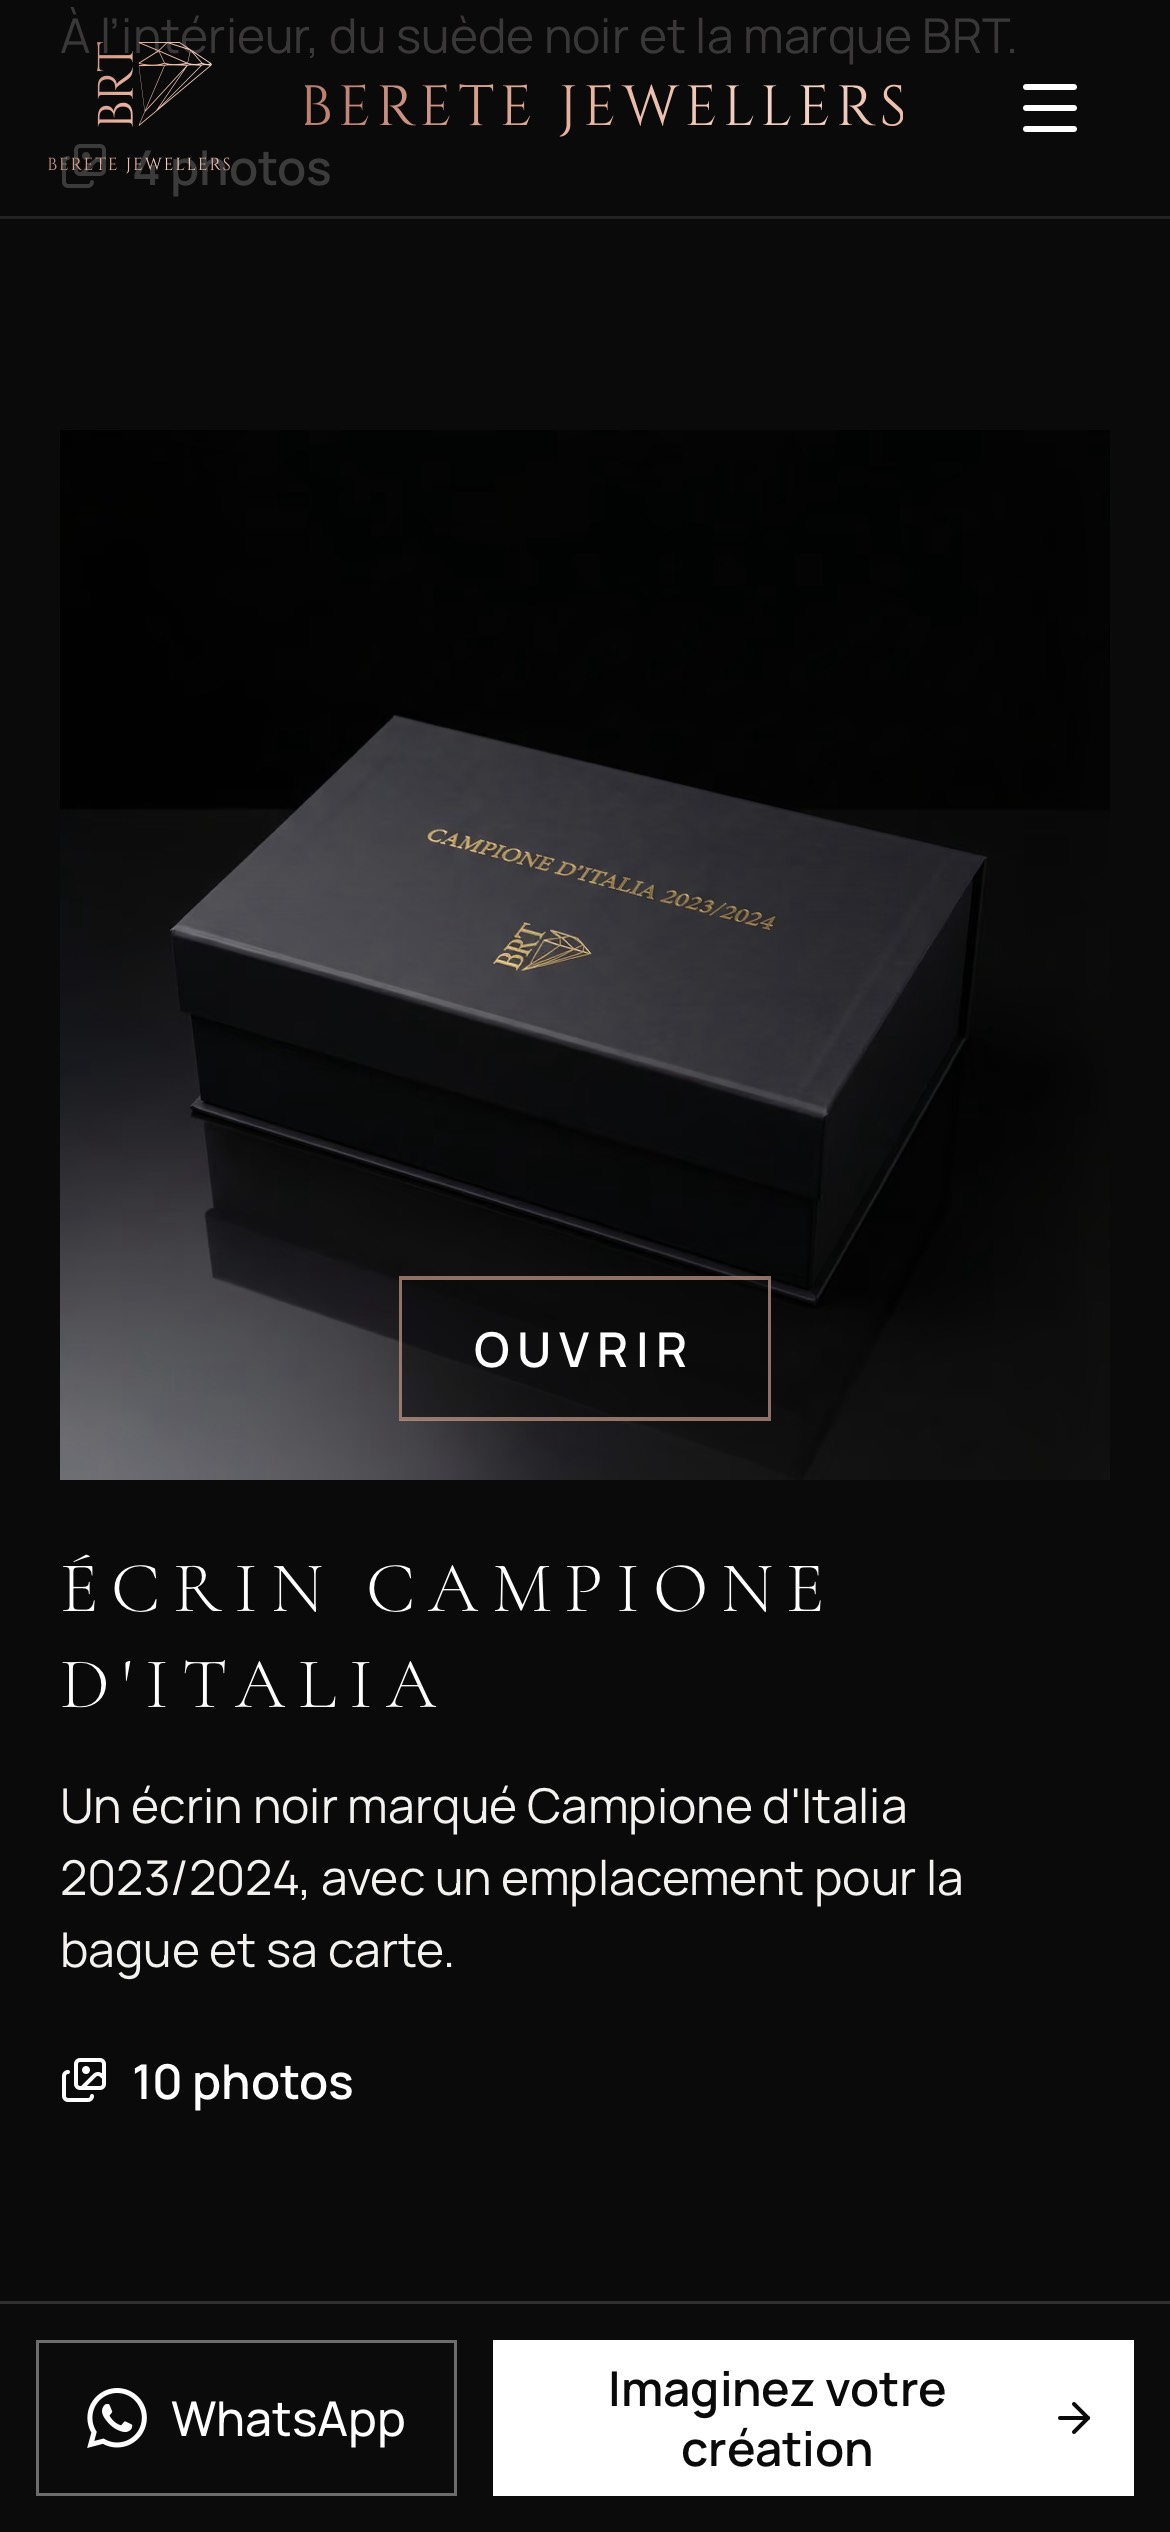 À l'intérieur, du suède noir et la marque BRT.
BRT
BERETE JEWELLERS
BERETE JEWELLERS
4 photos
CAMPIONE D'ITALIA 2023/2024
BRT
OUVRIR
ÉCRIN CAMPIONE
D'ITALIA
Un écrin noir marqué Campione d'Italia
2023/2024, avec un emplacement pour la
bague et sa carte.
10 photos
WhatsApp
Imaginez votre
création